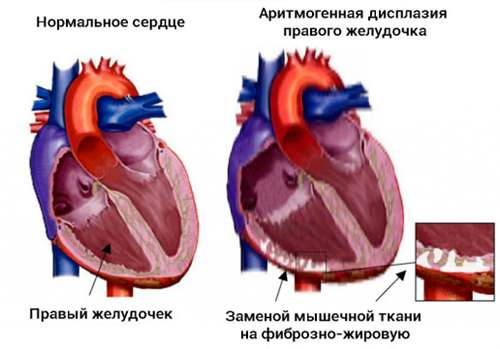 Нормальное сердце
Аритмогенная дисплазия
правого желудочка
Правый желудочек
Заменой мышечной ткани
на фиброзно-жировую